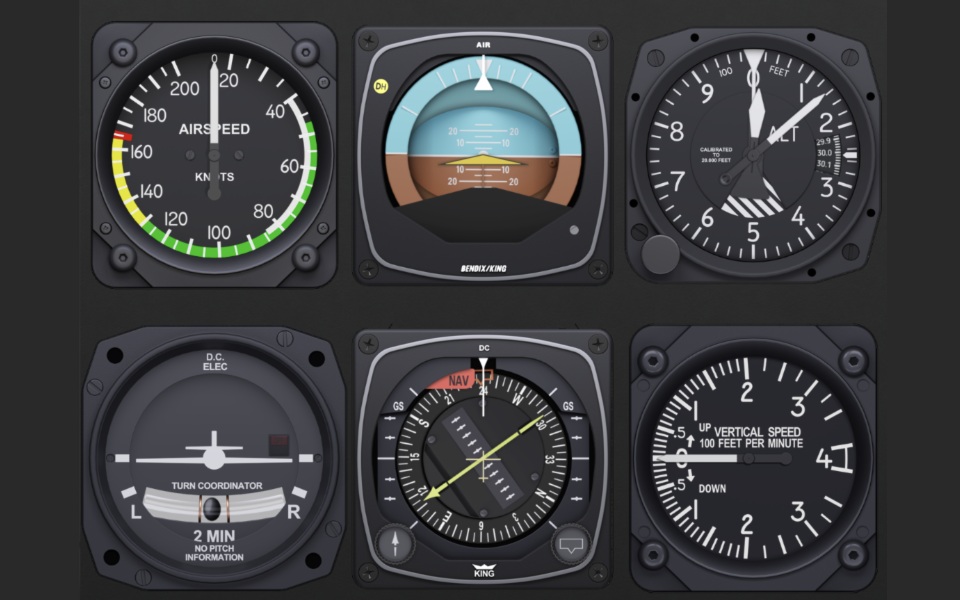 0
20
40
60
80
100
120
140
160
180
200
AIRSPEED
KNOTS
AIR
DH
20 20
10 10
10 10
20 20
BENDIX/KING
100 FEET
0
1
2
3
4
5
6
7
8
9
ALT
CALIBRATED
TO
20.000 FEET
29.9
30.0
30.1
D.C.
ELEC
TURN COORDINATOR
L R
2 MIN
NO PITCH
INFORMATION
DC
NAV
GS GS
24
W
30
33
N
3
6
E
12
15
S
21
KING
2
3
4
3
2
1
.5
0
.5
1
UP
VERTICAL SPEED
100 FEET PER MINUTE
DOWN